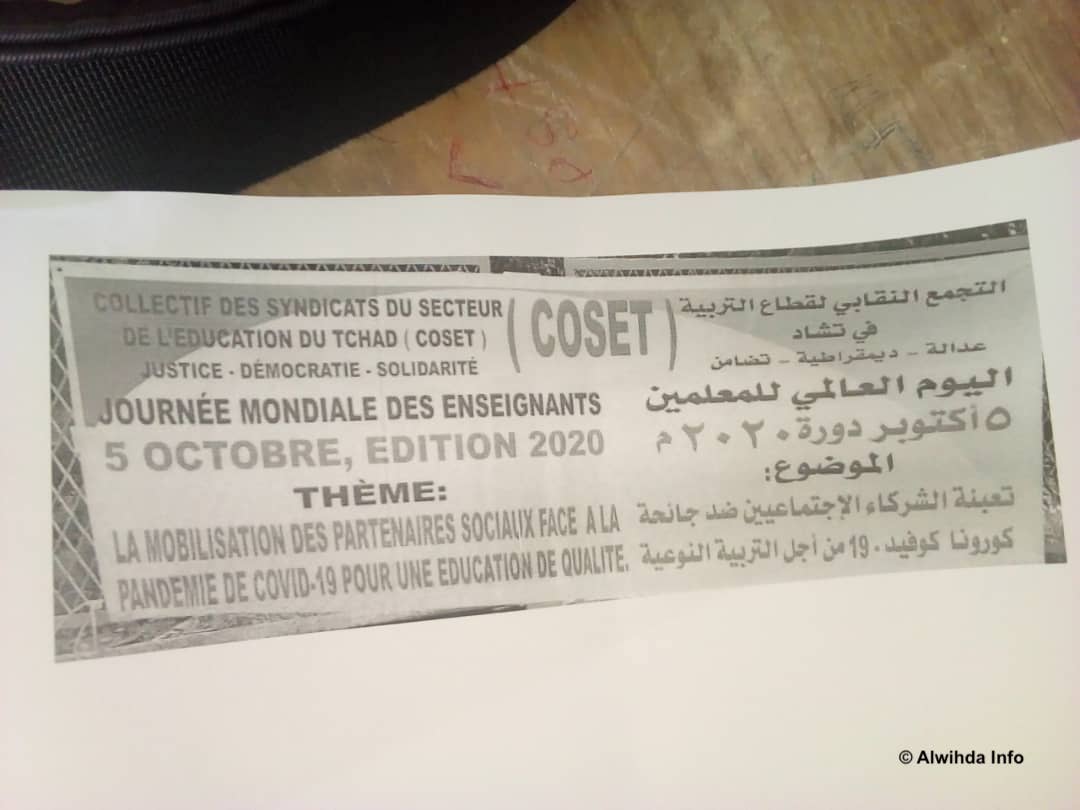 COLLECTIF DES SYNDICATS DU SECTEUR
DE L'EDUCATION DU TCHAD ( COSET )
JUSTICE - DÉMOCRATIE - SOLIDARITÉ
( COSET )
التجمع النقابي لقطاع التربية
في تشاد
عدالة - ديمقراطية - تضامن
JOURNÉE MONDIALE DES ENSEIGNANTS
5 OCTOBRE, EDITION 2020
THÈME:
LA MOBILISATION DES PARTENAIRES SOCIAUX FACE A LA
PANDEMIE DE COVID-19 POUR UNE EDUCATION DE QUALITE.
اليوم العالمي للمعلمين
٥ أكتوبر دورة ٢٠٢٠ م
الموضوع:
تعبئة الشركاء الإجتماعيين ضد جائحة
كورونا كوفيد-19 من أجل التربية النوعية
© Alwihda Info